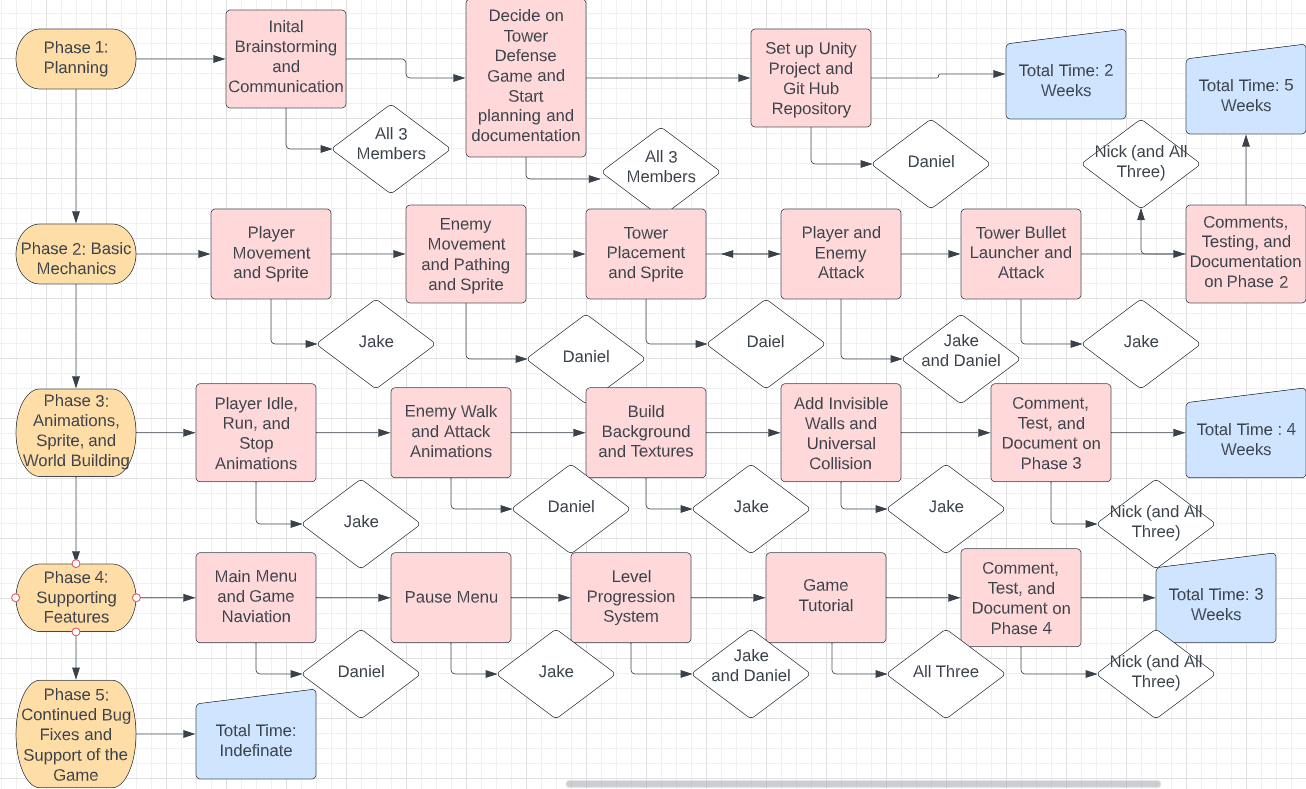 Phase 1:
Planning
Inital
Brainstorming
and
Communication
Decide on
Tower
Defense
Game and
Start
planning and
documentation
Set up Unity
Project and
Git Hub
Repository
Total Time: 2
Weeks
Total Time: 5
Weeks
All 3
Members
All 3
Members
Daniel
Nick (and All
Three)
Phase 2: Basic
Mechanics
Player
Movement
and Sprite
Enemy
Movement
and Pathing
and Sprite
Tower
Placement
and Sprite
Player and
Enemy
Attack
Tower Bullet
Launcher and
Attack
Comments,
Testing, and
Documentation
on Phase 2
Jake
Daniel
Daiel
Jake
and Daniel
Jake
Phase 3:
Animations,
Sprite, and
World Building
Player Idle,
Run, and
Stop
Animations
Enemy Walk
and Attack
Animations
Build
Background
and Textures
Add Invisible
Walls and
Universal
Collision
Comment,
Test, and
Document on
Phase 3
Total Time : 4
Weeks
Jake
Daniel
Jake
Jake
Nick (and All
Three)
Phase 4:
Supporting
Features
Main Menu
and Game
Naviation
Pause Menu
Level
Progression
System
Game
Tutorial
Comment,
Test, and
Document on
Phase 4
Total Time: 3
Weeks
Daniel
Jake
Jake
and Daniel
All Three
Nick (and All
Three)
Phase 5:
Continued Bug
Fixes and
Support of the
Game
Total Time:
Indefinate